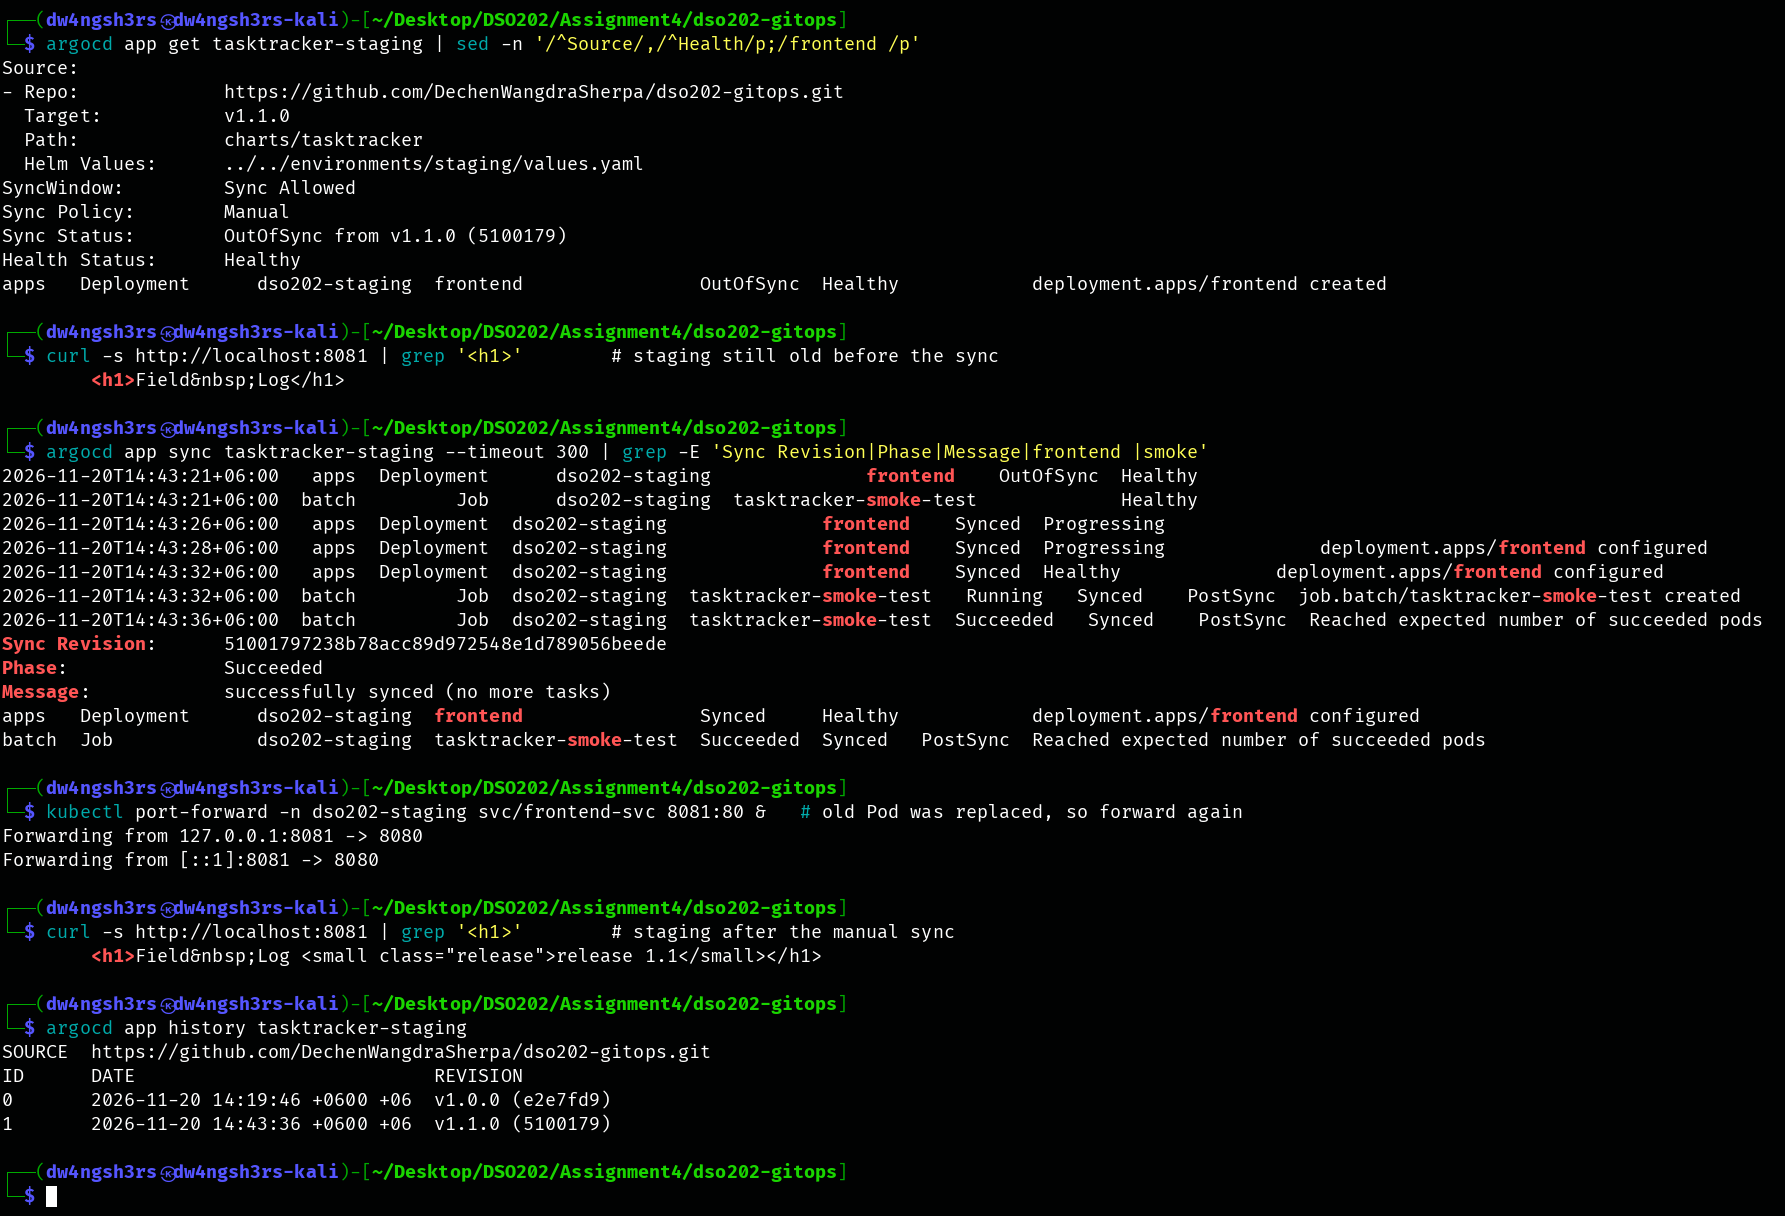 ┌──(dw4ngsh3rs㉿dw4ngsh3rs-kali)-[~/Desktop/DSO202/Assignment4/dso202-gitops]
└─$ argocd app get tasktracker-staging | sed -n '/^Source/,/^Health/p;/frontend /p'
Source:
- Repo:             https://github.com/DechenWangdraSherpa/dso202-gitops.git
  Target:           v1.1.0
  Path:             charts/tasktracker
  Helm Values:      ../../environments/staging/values.yaml
SyncWindow:         Sync Allowed
Sync Policy:        Manual
Sync Status:        OutOfSync from v1.1.0 (5100179)
Health Status:      Healthy
apps   Deployment      dso202-staging  frontend                OutOfSync  Healthy            deployment.apps/frontend created
┌──(dw4ngsh3rs㉿dw4ngsh3rs-kali)-[~/Desktop/DSO202/Assignment4/dso202-gitops]
└─$ curl -s http://localhost:8081 | grep '<h1>'        # staging still old before the sync
        <h1>Field&nbsp;Log</h1>
┌──(dw4ngsh3rs㉿dw4ngsh3rs-kali)-[~/Desktop/DSO202/Assignment4/dso202-gitops]
└─$ argocd app sync tasktracker-staging --timeout 300 | grep -E 'Sync Revision|Phase|Message|frontend |smoke'
2026-11-20T14:43:21+06:00   apps  Deployment      dso202-staging              frontend    OutOfSync  Healthy
2026-11-20T14:43:21+06:00  batch         Job      dso202-staging  tasktracker-smoke-test             Healthy
2026-11-20T14:43:26+06:00   apps  Deployment  dso202-staging              frontend    Synced  Progressing
2026-11-20T14:43:28+06:00   apps  Deployment  dso202-staging              frontend    Synced  Progressing              deployment.apps/frontend configured
2026-11-20T14:43:32+06:00   apps  Deployment  dso202-staging              frontend    Synced  Healthy              deployment.apps/frontend configured
2026-11-20T14:43:32+06:00  batch         Job  dso202-staging  tasktracker-smoke-test   Running   Synced    PostSync  job.batch/tasktracker-smoke-test created
2026-11-20T14:43:36+06:00  batch         Job  dso202-staging  tasktracker-smoke-test  Succeeded   Synced    PostSync  Reached expected number of succeeded pods
Sync Revision:      51001797238b78acc89d972548e1d789056beede
Phase:              Succeeded
Message:            successfully synced (no more tasks)
apps   Deployment      dso202-staging  frontend                Synced     Healthy            deployment.apps/frontend configured
batch  Job             dso202-staging  tasktracker-smoke-test  Succeeded  Synced   PostSync  Reached expected number of succeeded pods
┌──(dw4ngsh3rs㉿dw4ngsh3rs-kali)-[~/Desktop/DSO202/Assignment4/dso202-gitops]
└─$ kubectl port-forward -n dso202-staging svc/frontend-svc 8081:80 &   # old Pod was replaced, so forward again
Forwarding from 127.0.0.1:8081 -> 8080
Forwarding from [::1]:8081 -> 8080
┌──(dw4ngsh3rs㉿dw4ngsh3rs-kali)-[~/Desktop/DSO202/Assignment4/dso202-gitops]
└─$ curl -s http://localhost:8081 | grep '<h1>'        # staging after the manual sync
        <h1>Field&nbsp;Log <small class="release">release 1.1</small></h1>
┌──(dw4ngsh3rs㉿dw4ngsh3rs-kali)-[~/Desktop/DSO202/Assignment4/dso202-gitops]
└─$ argocd app history tasktracker-staging
SOURCE  https://github.com/DechenWangdraSherpa/dso202-gitops.git
ID      DATE                           REVISION
0       2026-11-20 14:19:46 +0600 +06  v1.0.0 (e2e7fd9)
1       2026-11-20 14:43:36 +0600 +06  v1.1.0 (5100179)
┌──(dw4ngsh3rs㉿dw4ngsh3rs-kali)-[~/Desktop/DSO202/Assignment4/dso202-gitops]
└─$